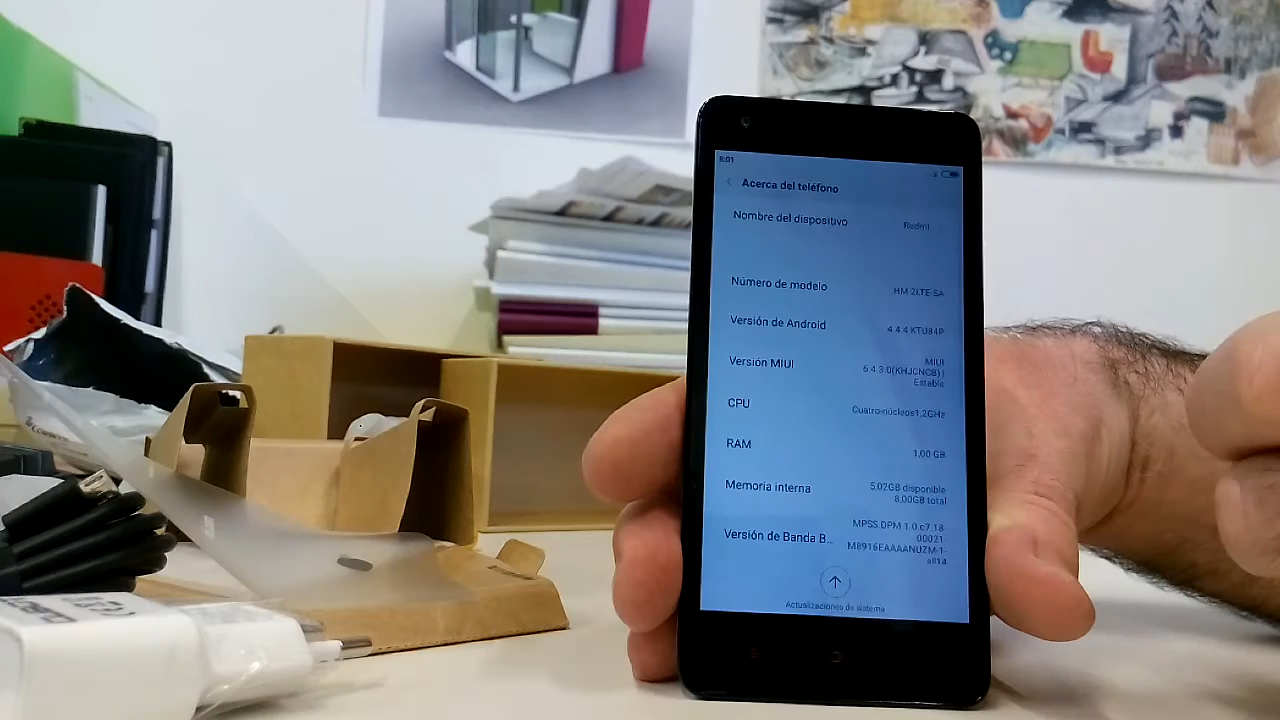 8:01
Acerca del teléfono
Nombre del dispositivo
Redmi
Número de modelo
HM 2LTE-SA
Versión de Android
4.4.4 KTU84P
Versión MIUI
MIUI
6.4.3.0(KHJCNCB) |
Estable
CPU
Cuatro-núcleos1,2GHz
RAM
1,00 GB
Memoria interna
5,02GB disponible
8,00GB total
Versión de Banda B...
MPSS.DPM.1.0.c7.18-
00021-
M8916EAAAANUZM-1-
Actualizaciones de sistema